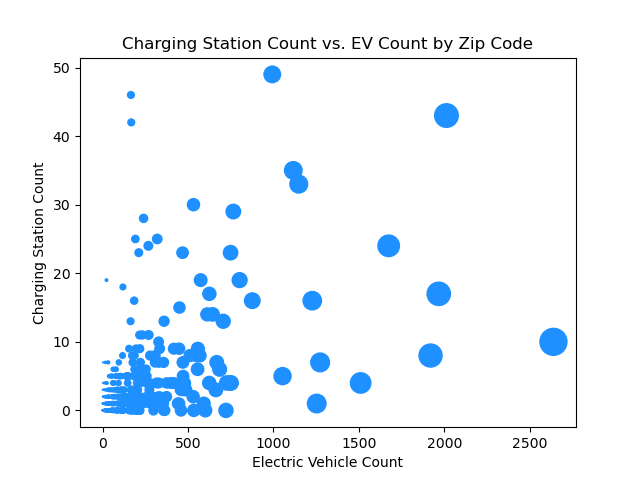 Charging Station Count vs. EV Count by Zip Code
50
40
30
20
10
0
Charging Station Count
0 500 1000 1500 2000 2500
Electric Vehicle Count